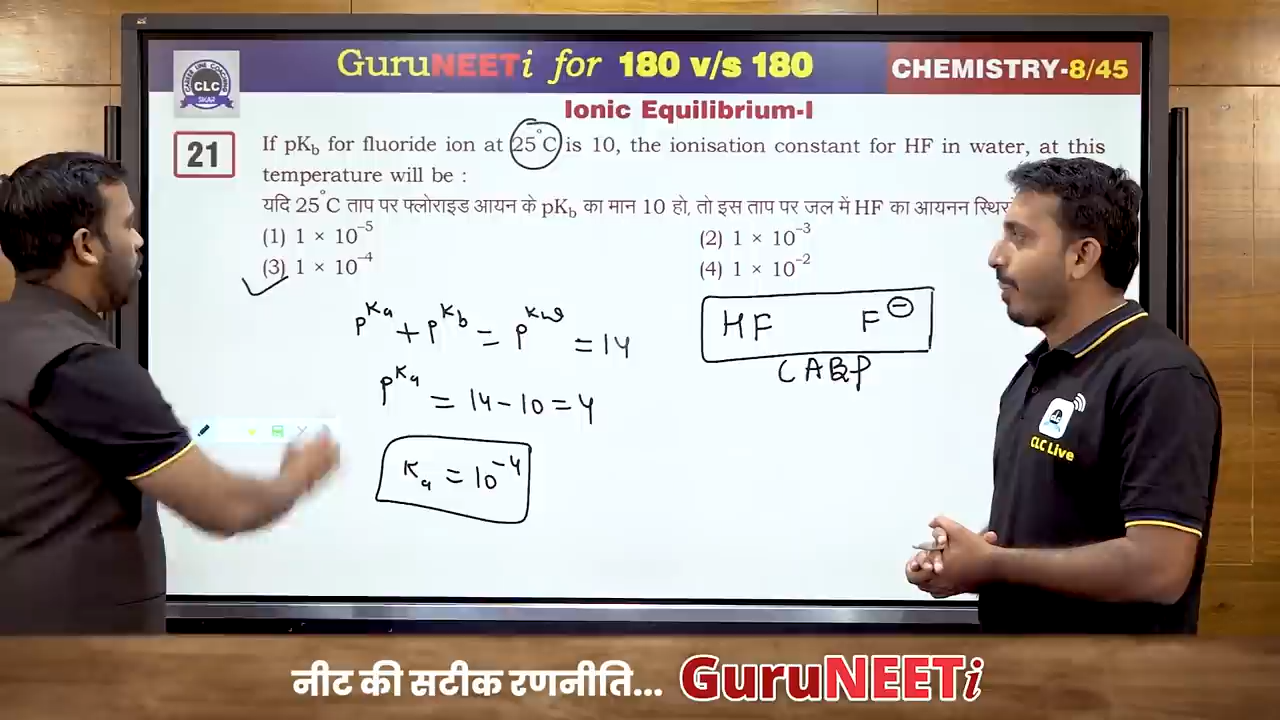 GuruNEETi for 180 v/s 180
CHEMISTRY-8/45
CLC
SIKAR
Ionic Equilibrium-I
21
If pK_b for fluoride ion at 25°C is 10, the ionisation constant for HF in water, at this
temperature will be :
यदि 25°C ताप पर फ्लोराइड आयन के pK_b का मान 10 हो, तो इस ताप पर जल में HF का आयनन
(1) 1 × 10⁻⁵
(2) 1 × 10⁻³
(3) 1 × 10⁻⁴
(4) 1 × 10⁻²
pKa + pKb = pKw = 14
pKa = 14 - 10 = 4
Ka = 10⁻⁴
HF F⊖
CABP
CLC Live
नीट की सटीक रणनीति... GuruNEETi